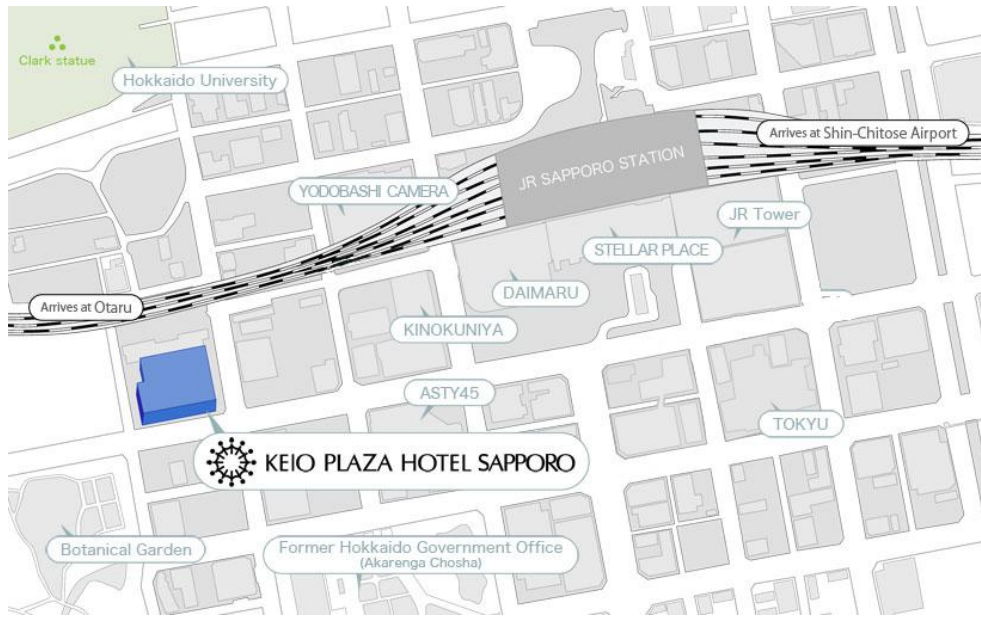 Clark statue
Hokkaido University
Arrives at Shin-Chitose Airport
JR SAPPORO STATION
YODOBASHI CAMERA
JR Tower
STELLAR PLACE
DAIMARU
Arrives at Otaru
KINOKUNIYA
ASTY45
TOKYU
KEIO PLAZA HOTEL SAPPORO
Botanical Garden
Former Hokkaido Government Office
(Akarenga Chosha)